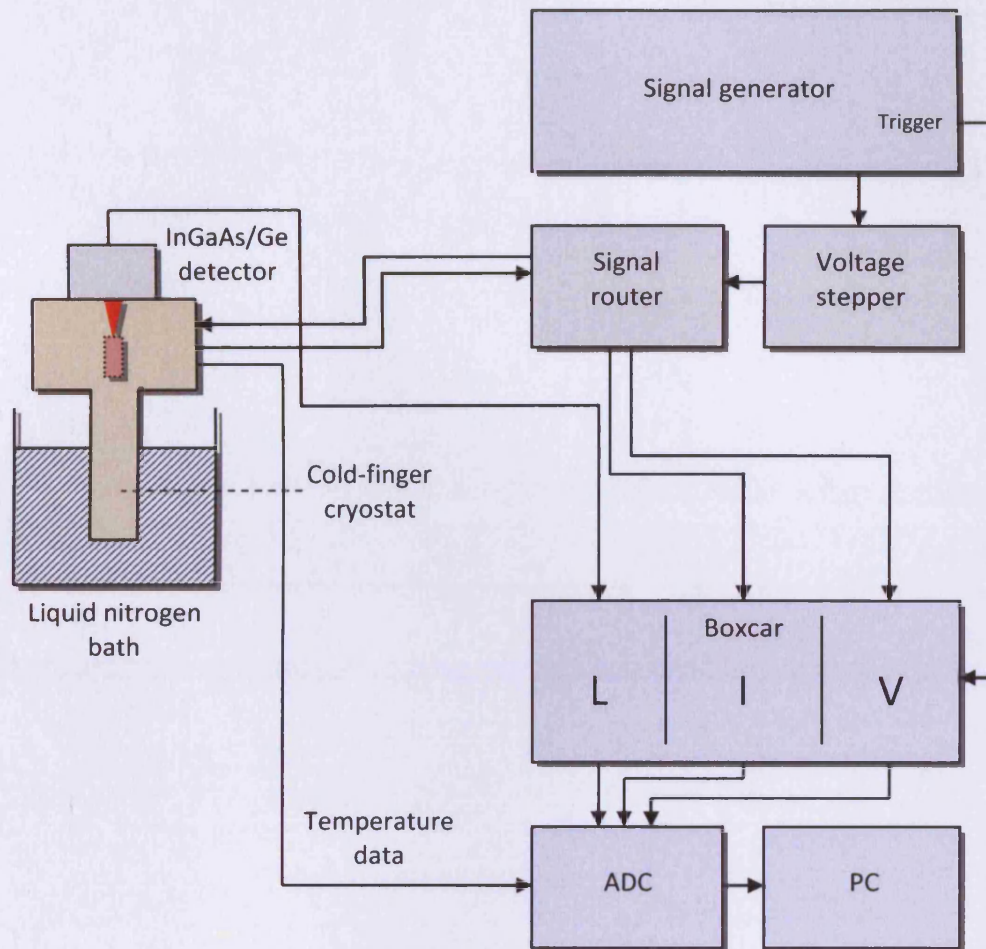 Signal generator
Trigger
InGaAs/Ge
detector
Signal
router
Voltage
stepper
Cold-finger
cryostat
Liquid nitrogen
bath
Boxcar
L
I
V
Temperature
data
ADC
PC